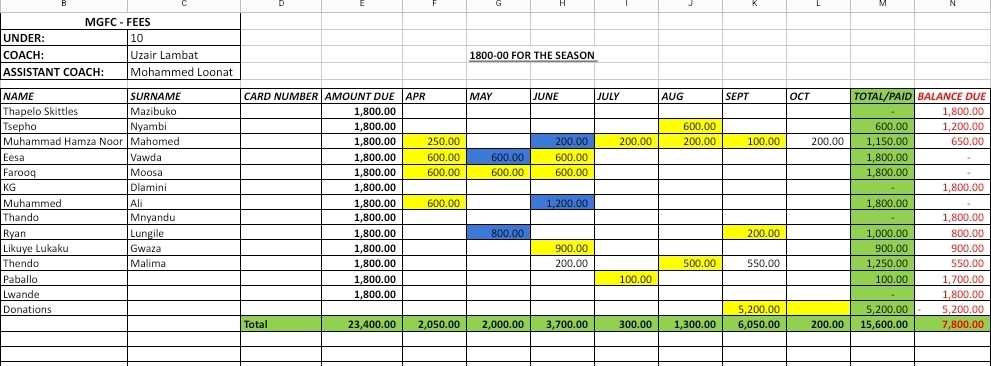 B C D E F G H I J K L M N
MGFC - FEES
UNDER: 10
COACH: Uzair Lambat
1800-00 FOR THE SEASON
ASSISTANT COACH: Mohammed Loonat
NAME SURNAME CARD NUMBER AMOUNT DUE APR MAY JUNE JULY AUG SEPT OCT TOTAL/PAID BALANCE DUE
Thapelo Skittles Mazibuko 1,800.00 - 1,800.00
Tsepho Nyambi 1,800.00 600.00 600.00 1,200.00
Muhammad Hamza Noor Mahomed 1,800.00 250.00 200.00 200.00 200.00 100.00 200.00 1,150.00 650.00
Eesa Vawda 1,800.00 600.00 600.00 600.00 1,800.00 -
Farooq Moosa 1,800.00 600.00 600.00 600.00 1,800.00 -
KG Dlamini 1,800.00 - 1,800.00
Muhammed Ali 1,800.00 600.00 1,200.00 1,800.00 -
Thando Mnyandu 1,800.00 - 1,800.00
Ryan Lungile 1,800.00 800.00 200.00 1,000.00 800.00
Likuye Lukaku Gwaza 1,800.00 900.00 900.00 900.00
Thendo Malima 1,800.00 200.00 500.00 550.00 1,250.00 550.00
Paballo 1,800.00 100.00 100.00 1,700.00
Lwande 1,800.00 - 1,800.00
Donations 5,200.00 5,200.00 - 5,200.00
Total 23,400.00 2,050.00 2,000.00 3,700.00 300.00 1,300.00 6,050.00 200.00 15,600.00 7,800.00